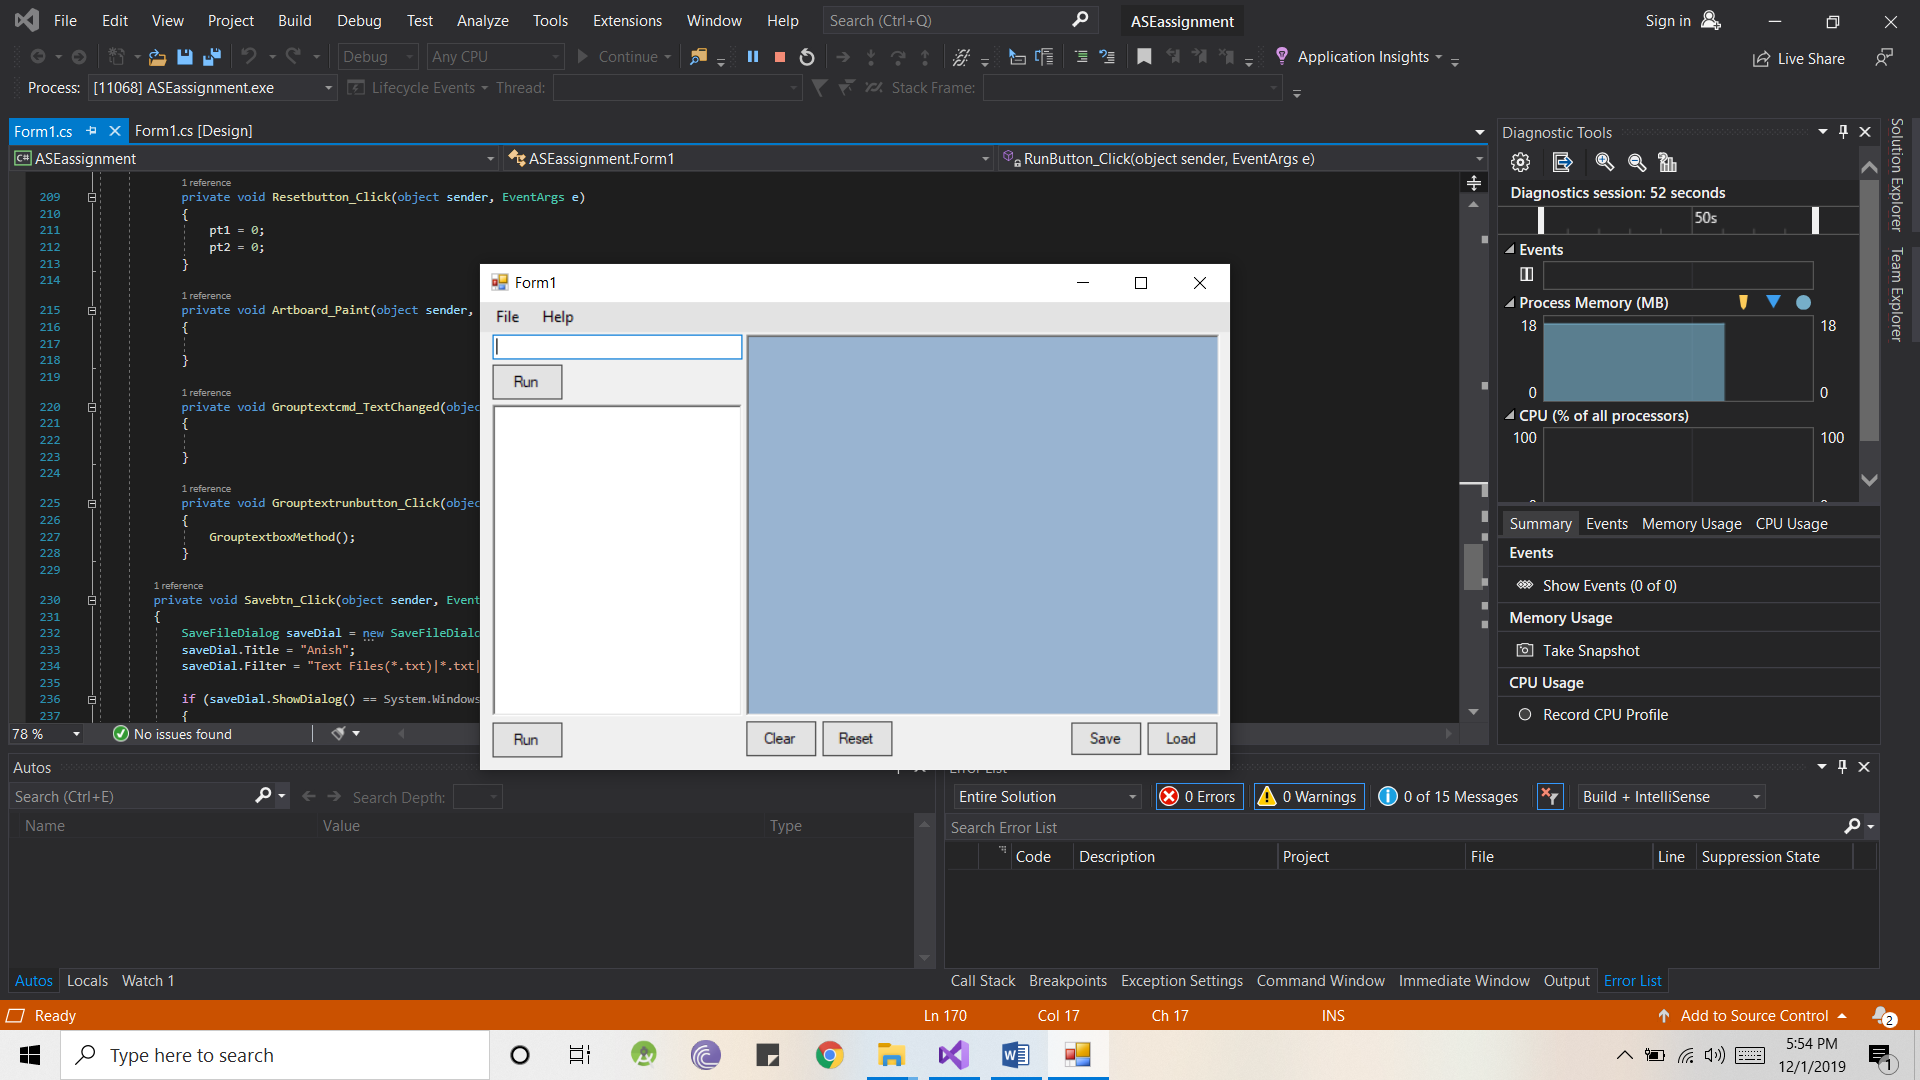 File Edit View Project Build Debug Test Analyze Tools Extensions Window Help Search (Ctrl+Q) ASEassignment Sign in
Debug Any CPU Continue Application Insights Live Share
Process: [11068] ASEassignment.exe Lifecycle Events Thread: Stack Frame:
Form1.cs Form1.cs [Design]
C# ASEassignment ASEassignment.Form1 RunButton_Click(object sender, EventArgs e)
1 reference
209 private void Resetbutton_Click(object sender, EventArgs e)
210 {
211 pt1 = 0;
212 pt2 = 0;
213 }
214
1 reference
215 private void Artboard_Paint(object sender,
216 {
217
218 }
219
1 reference
220 private void Grouptextcmd_TextChanged(objec
221 {
222
223 }
224
1 reference
225 private void Grouptextrunbutton_Click(objec
226 {
227 GrouptextboxMethod();
228 }
229
1 reference
230 private void Savebtn_Click(object sender, Event
231 {
232 SaveFileDialog saveDial = new SaveFileDialo
233 saveDial.Title = "Anish";
234 saveDial.Filter = "Text Files(*.txt)|*.txt|
235
236 if (saveDial.ShowDialog() == System.Windows
237 {
78 % No issues found
Form1
File Help
Run
Run
Clear Reset Save Load
Diagnostic Tools
Diagnostics session: 52 seconds
50s
Events
Process Memory (MB)
18 18
0 0
CPU (% of all processors)
100 100
Summary Events Memory Usage CPU Usage
Events
Show Events (0 of 0)
Memory Usage
Take Snapshot
CPU Usage
Record CPU Profile
Solution Explorer
Team Explorer
Autos
Search (Ctrl+E) Search Depth:
Name Value Type
Autos Locals Watch 1
Error List
Entire Solution 0 Errors 0 Warnings 0 of 15 Messages Build + IntelliSense
Search Error List
Code Description Project File Line Suppression State
Call Stack Breakpoints Exception Settings Command Window Immediate Window Output Error List
Ready Ln 170 Col 17 Ch 17 INS Add to Source Control 2
Type here to search
5:54 PM
12/1/2019
1